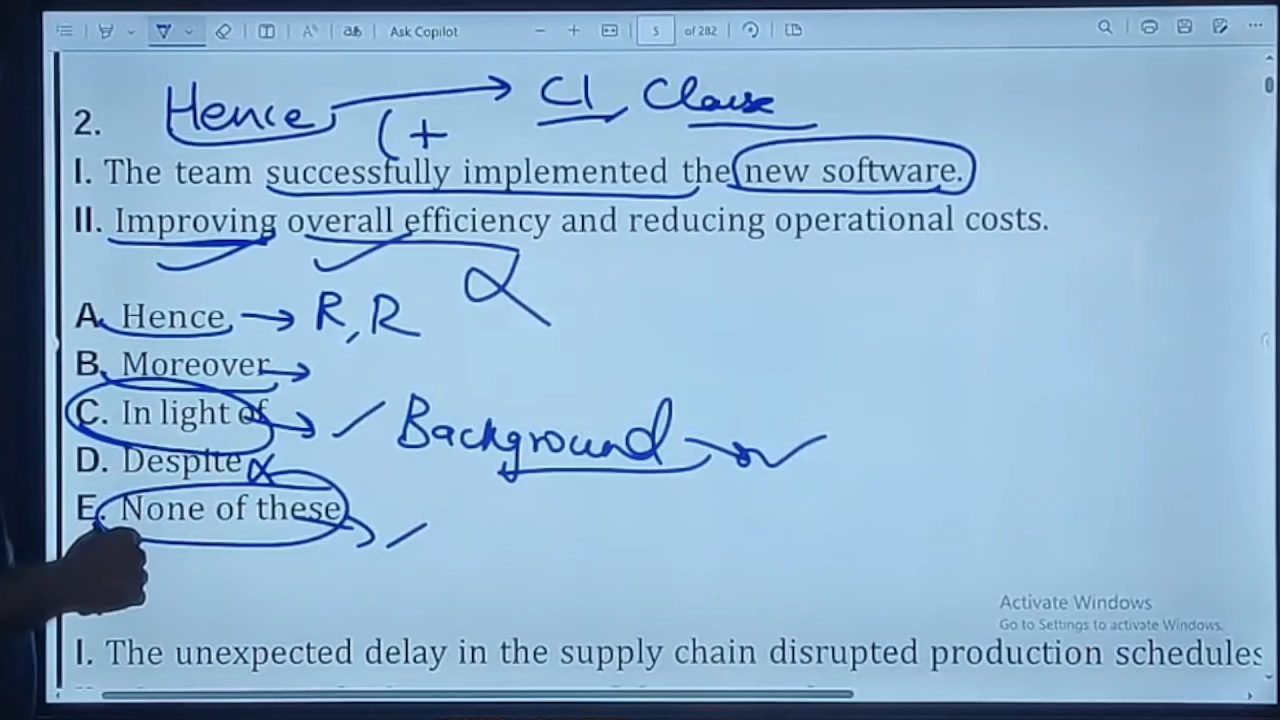 Ask Copilot
5 of 282
Hence → Cl, Clause
2.
(+
I. The team successfully implemented the new software.
II. Improving overall efficiency and reducing operational costs.
A. Hence → R, R
B. Moreover →
C. In light of → ✓ Background
D. Despite
E. None of these
Activate Windows
Go to Settings to activate Windows.
I. The unexpected delay in the supply chain disrupted production schedules